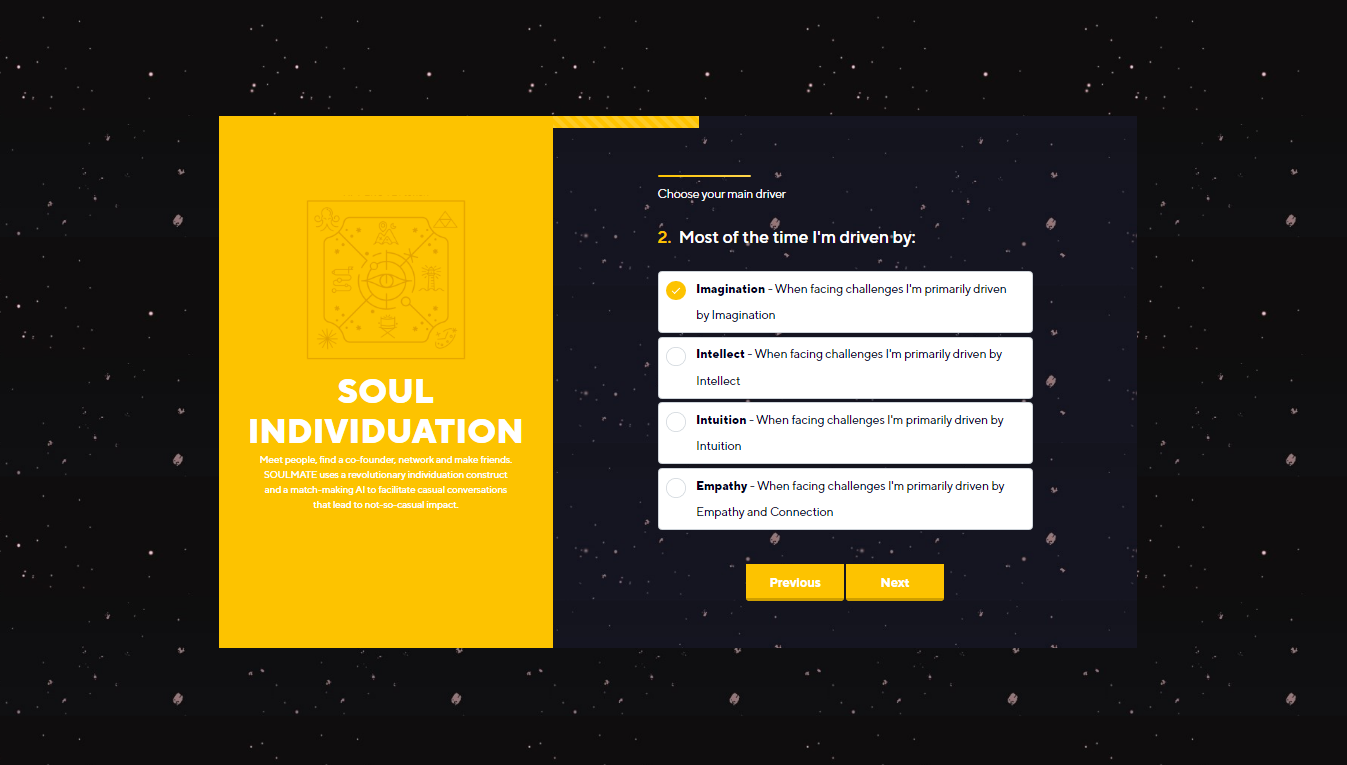 SOUL
INDIVIDUATION
Meet people, find a co-founder, network and make friends.
SOULMATE uses a revolutionary individuation construct
and a match-making AI to facilitate casual conversations
that lead to not-so-casual impact.
Choose your main driver
2. Most of the time I'm driven by:
Imagination - When facing challenges I'm primarily driven
by Imagination
Intellect - When facing challenges I'm primarily driven by
Intellect
Intuition - When facing challenges I'm primarily driven by
Intuition
Empathy - When facing challenges I'm primarily driven by
Empathy and Connection
Previous
Next